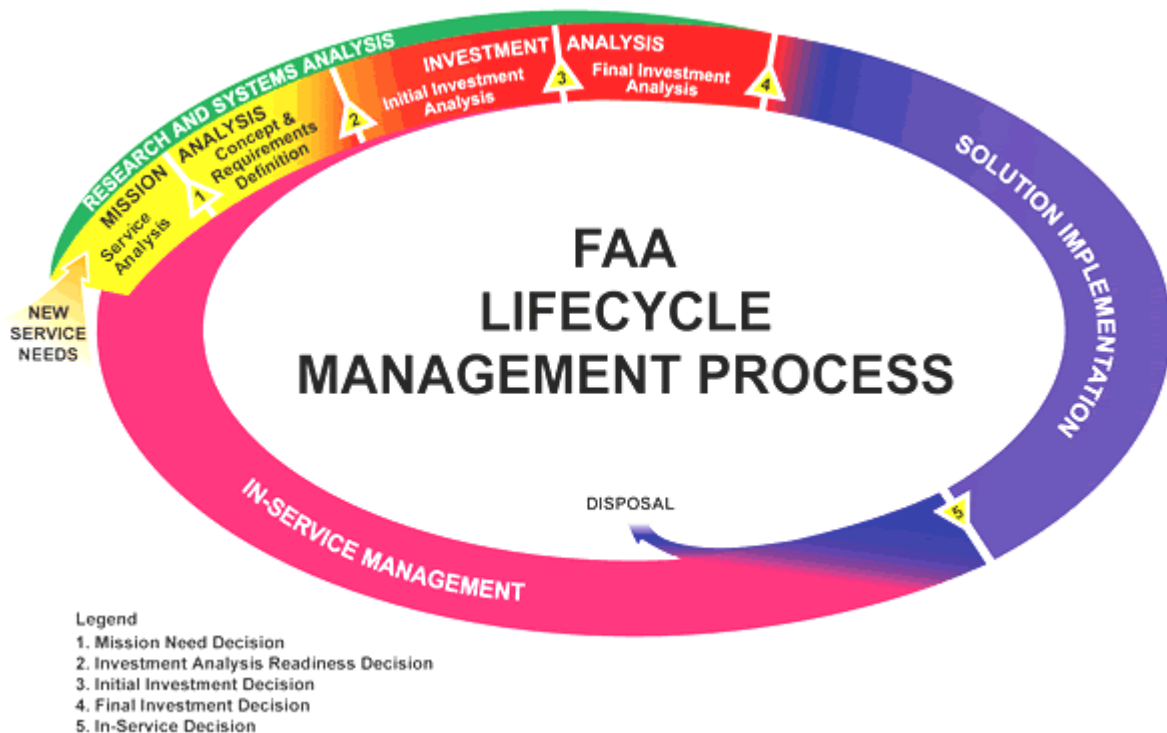 RESEARCH AND SYSTEMS ANALYSIS
MISSION ANALYSIS
Service
Analysis
1
Concept &
Requirements
Definition
2
INVESTMENT ANALYSIS
Initial Investment
Analysis
3
Final Investment
Analysis
4
SOLUTION IMPLEMENTATION
NEW
SERVICE
NEEDS
FAA
LIFECYCLE
MANAGEMENT PROCESS
DISPOSAL
5
IN-SERVICE MANAGEMENT
Legend
1. Mission Need Decision
2. Investment Analysis Readiness Decision
3. Initial Investment Decision
4. Final Investment Decision
5. In-Service Decision